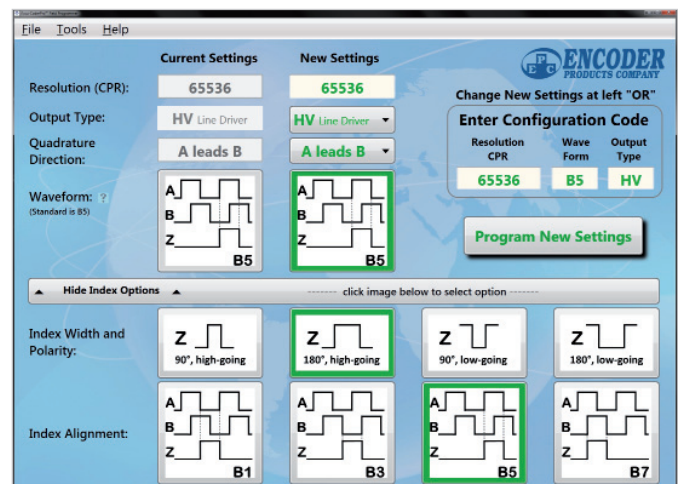 File Tools Help
Current Settings New Settings
ENCODER
PRODUCTS COMPANY
EPC
Resolution (CPR): 65536 65536
Change New Settings at left "OR"
Output Type: HV Line Driver HV Line Driver
Enter Configuration Code
Quadrature
Direction: A leads B A leads B
Resolution
CPR Wave
Form Output
Type
65536 B5 HV
Waveform: ?
(Standard is B5)
A
B
Z
B5
A
B
Z
B5
Program New Settings
Hide Index Options ------- click image below to select option -------
Index Width and
Polarity:
Z
90°, high-going
Z
180°, high-going
Z
90°, low-going
Z
180°, low-going
Index Alignment:
A
B
Z
B1
A
B
Z
B3
A
B
Z
B5
A
B
Z
B7